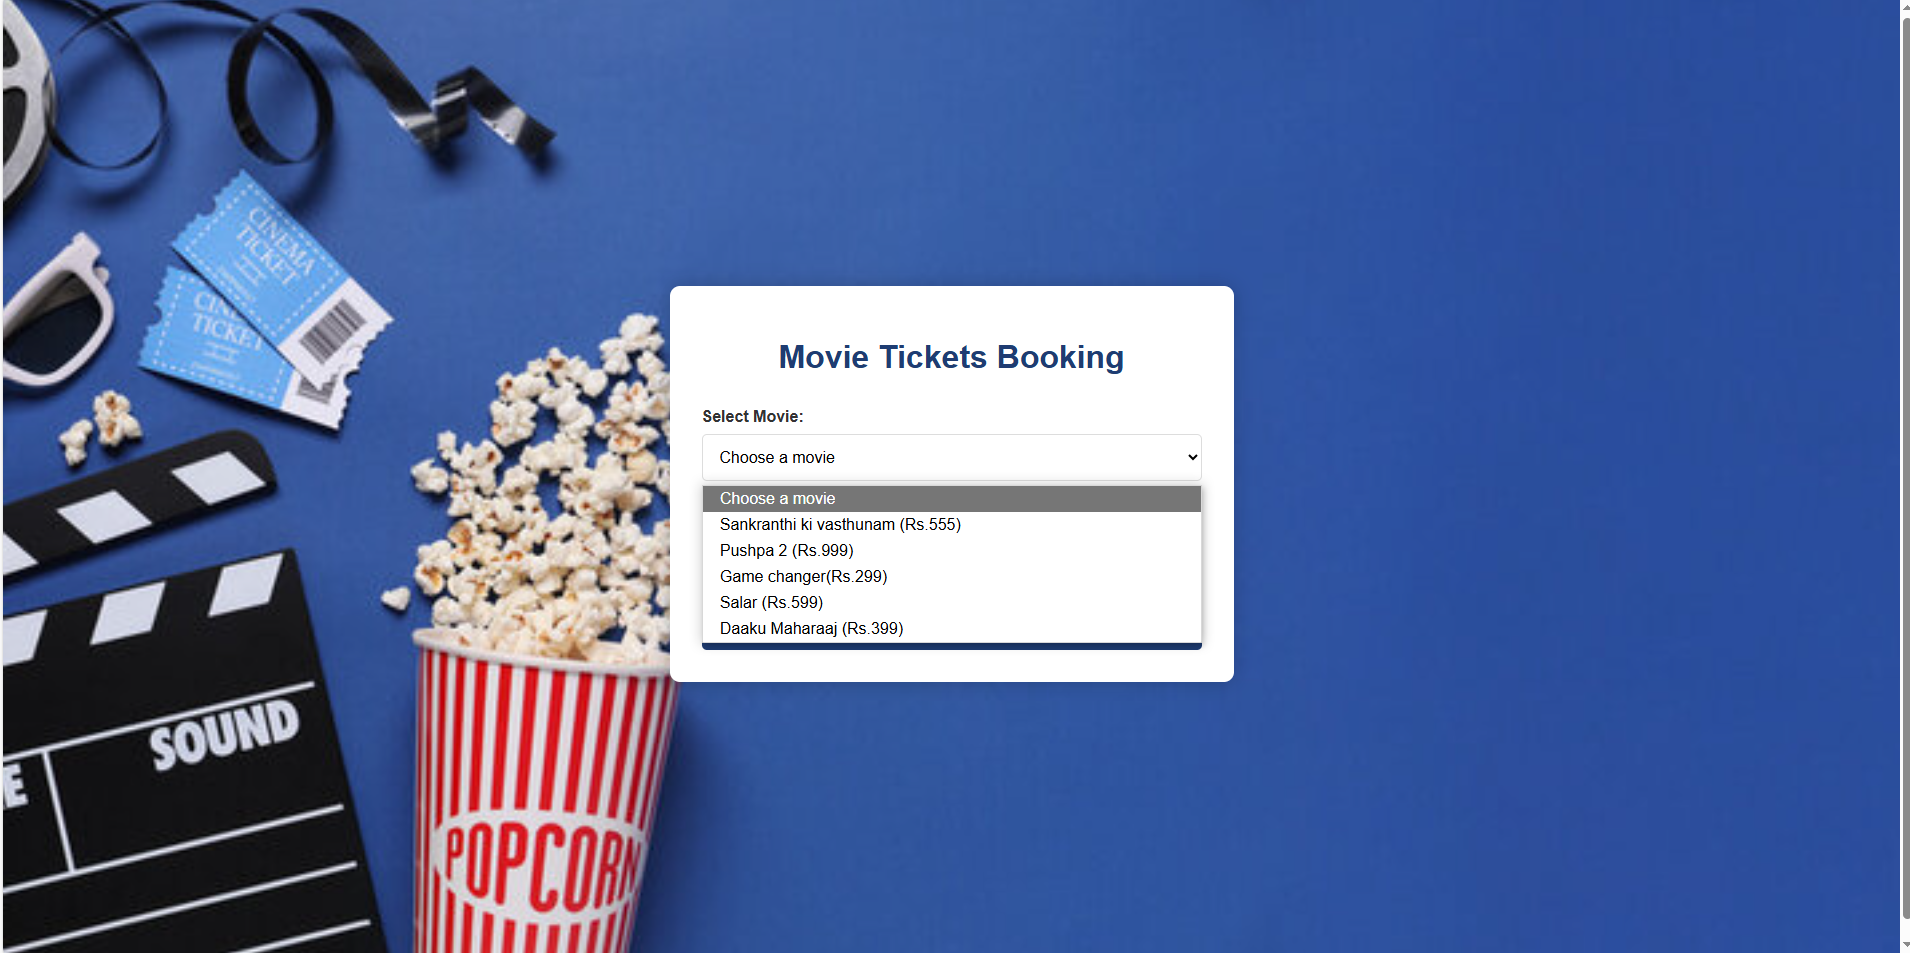 CINEMA
TICKET
CINE
TICKET
Movie Tickets Booking
Select Movie:
Choose a movie
Choose a movie
Sankranthi ki vasthunam (Rs.555)
Pushpa 2 (Rs.999)
Game changer(Rs.299)
Salar (Rs.599)
Daaku Maharaaj (Rs.399)
SOUND
E
POPCORN